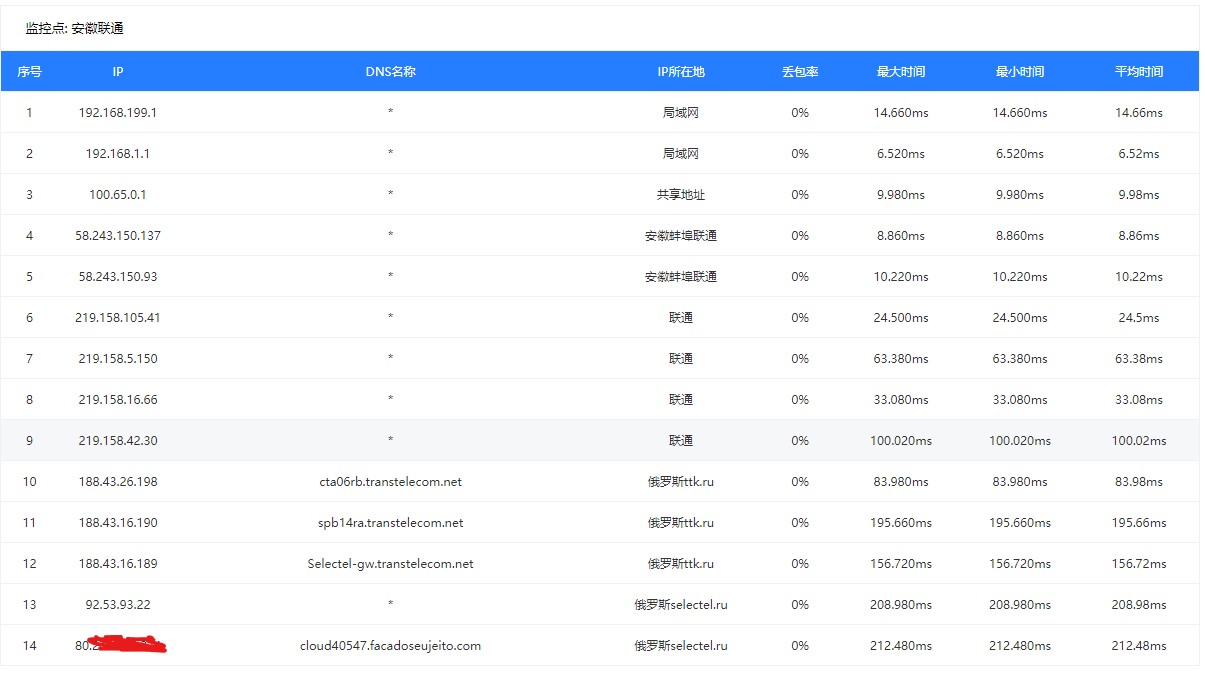 监控点: 安徽联通
序号 IP DNS名称 IP所在地 丢包率 最大时间 最小时间 平均时间
1 192.168.199.1 * 局域网 0% 14.660ms 14.660ms 14.66ms
2 192.168.1.1 * 局域网 0% 6.520ms 6.520ms 6.52ms
3 100.65.0.1 * 共享地址 0% 9.980ms 9.980ms 9.98ms
4 58.243.150.137 * 安徽蚌埠联通 0% 8.860ms 8.860ms 8.86ms
5 58.243.150.93 * 安徽蚌埠联通 0% 10.220ms 10.220ms 10.22ms
6 219.158.105.41 * 联通 0% 24.500ms 24.500ms 24.5ms
7 219.158.5.150 * 联通 0% 63.380ms 63.380ms 63.38ms
8 219.158.16.66 * 联通 0% 33.080ms 33.080ms 33.08ms
9 219.158.42.30 * 联通 0% 100.020ms 100.020ms 100.02ms
10 188.43.26.198 cta06rb.transtelecom.net 俄罗斯ttk.ru 0% 83.980ms 83.980ms 83.98ms
11 188.43.16.190 spb14ra.transtelecom.net 俄罗斯ttk.ru 0% 195.660ms 195.660ms 195.66ms
12 188.43.16.189 Selectel-gw.transtelecom.net 俄罗斯ttk.ru 0% 156.720ms 156.720ms 156.72ms
13 92.53.93.22 * 俄罗斯selectel.ru 0% 208.980ms 208.980ms 208.98ms
14 80.2 cloud40547.facadoseujeito.com 俄罗斯selectel.ru 0% 212.480ms 212.480ms 212.48ms